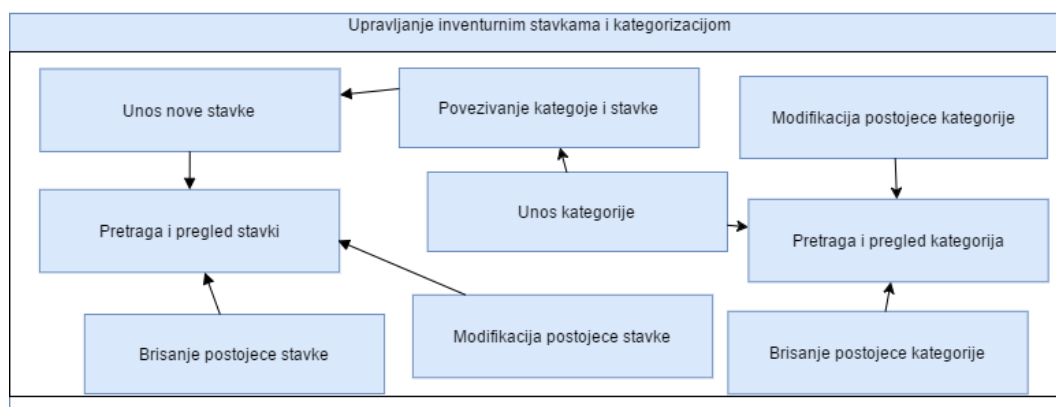 Upravljanje inventurnim stavkama i kategorizacijom
Unos nove stavke
Povezivanje kategoje i stavke
Modifikacija postojece kategorije
Pretraga i pregled stavki
Unos kategorije
Pretraga i pregled kategorija
Brisanje postojece stavke
Modifikacija postojece stavke
Brisanje postojece kategorije